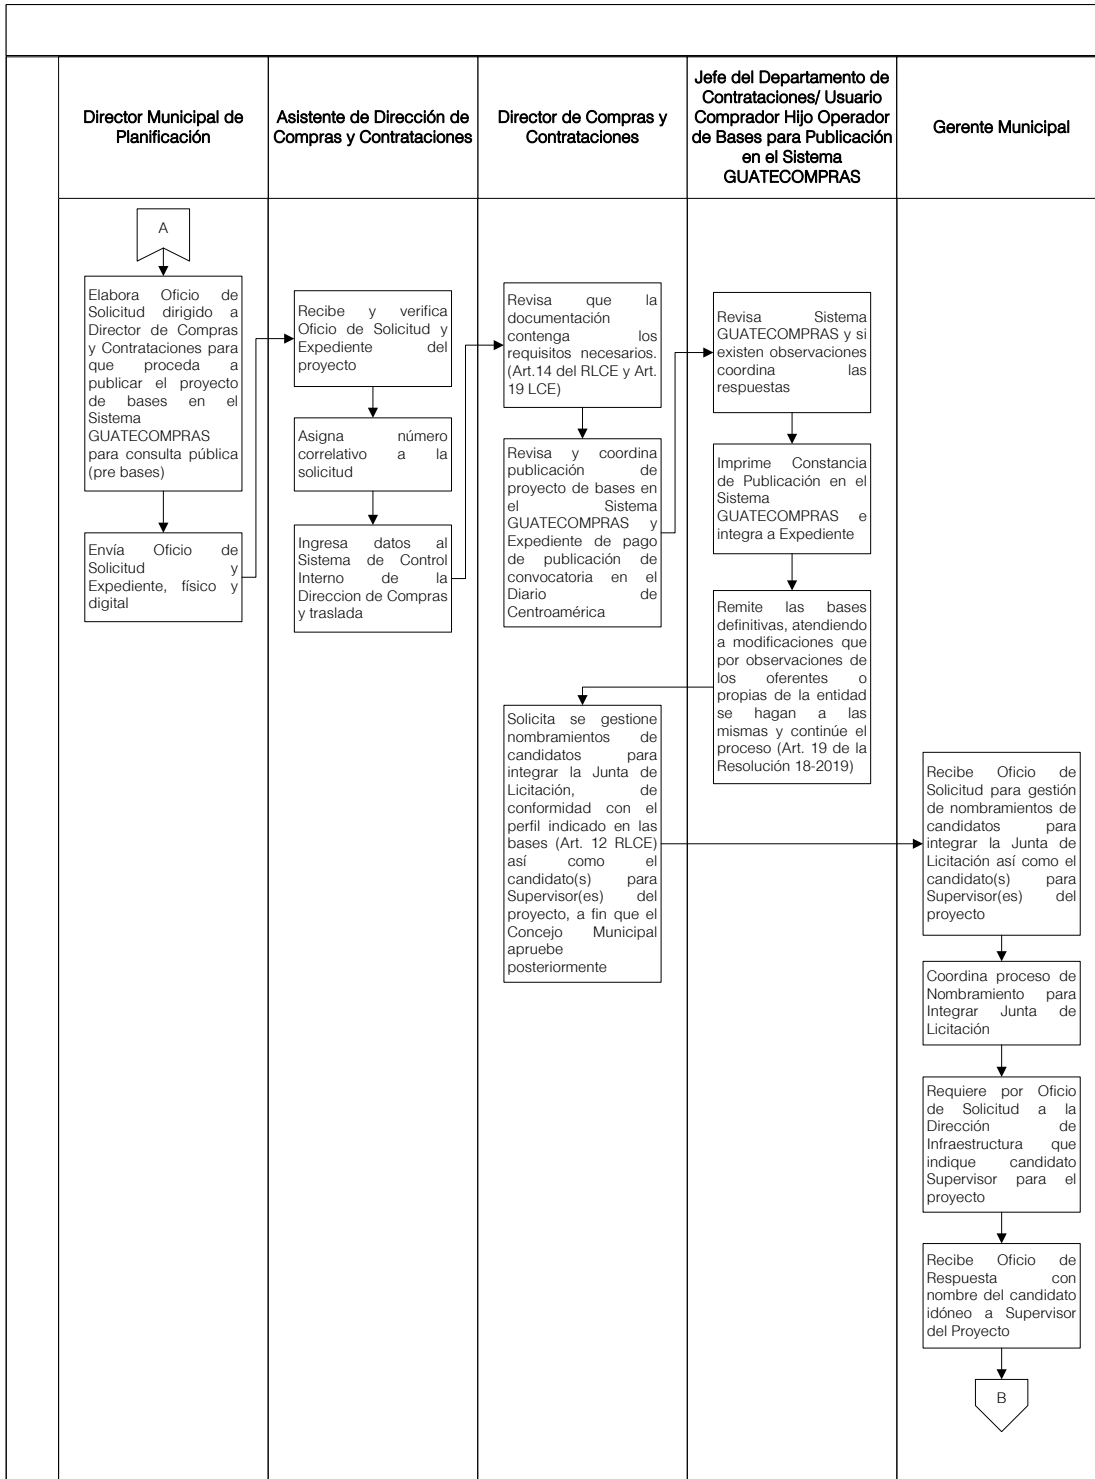 Director Municipal de
Planificación
Asistente de Dirección de
Compras y Contrataciones
Director de Compras y
Contrataciones
Jefe del Departamento de
Contrataciones/ Usuario
Comprador Hijo Operador
de Bases para Publicación
en el Sistema
GUATECOMPRAS
Gerente Municipal
A
Elabora Oficio de
Solicitud dirigido a
Director de Compras
y Contrataciones para
que proceda a
publicar el proyecto
de bases en el
Sistema
GUATECOMPRAS
para consulta pública
(pre bases)
Envía Oficio de
Solicitud y
Expediente, físico y
digital
Recibe y verifica
Oficio de Solicitud y
Expediente del
proyecto
Asigna número
correlativo a la
solicitud
Ingresa datos al
Sistema de Control
Interno de la
Direccion de Compras
y traslada
Revisa que la
documentación
contenga los
requisitos necesarios.
(Art.14 del RLCE y Art.
19 LCE)
Revisa y coordina
publicación de
proyecto de bases en
el Sistema
GUATECOMPRAS y
Expediente de pago
de publicación de
convocatoria en el
Diario de
Centroamérica
Revisa Sistema
GUATECOMPRAS y si
existen observaciones
coordina las
respuestas
Imprime Constancia
de Publicación en el
Sistema
GUATECOMPRAS e
integra a Expediente
Remite las bases
definitivas, atendiendo
a modificaciones que
por observaciones de
los oferentes o
propias de la entidad
se hagan a las
mismas y continúe el
proceso (Art. 19 de la
Resolución 18-2019)
Solicita se gestione
nombramientos de
candidatos para
integrar la Junta de
Licitación, de
conformidad con el
perfil indicado en las
bases (Art. 12 RLCE)
así como el
candidato(s) para
Supervisor(es) del
proyecto, a fin que el
Concejo Municipal
apruebe
posteriormente
Recibe Oficio de
Solicitud para gestión
de nombramientos de
candidatos para
integrar la Junta de
Licitación así como el
candidato(s) para
Supervisor(es) del
proyecto
Coordina proceso de
Nombramiento para
Integrar Junta de
Licitación
Requiere por Oficio
de Solicitud a la
Dirección de
Infraestructura que
indique candidato
Supervisor para el
proyecto
Recibe Oficio de
Respuesta con
nombre del candidato
idóneo a Supervisor
del Proyecto
B